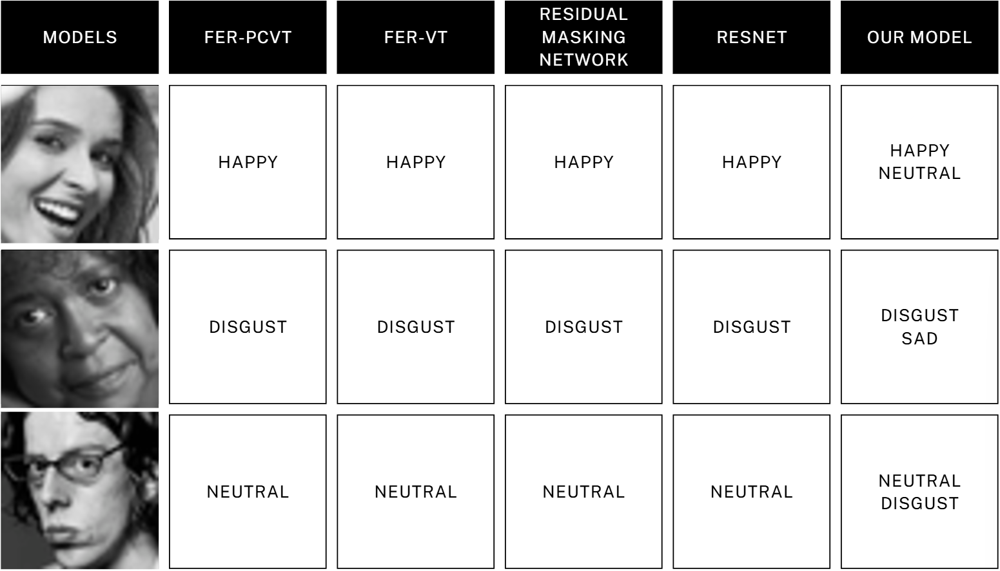 MODELS
FER-PCVT
FER-VT
RESIDUAL
MASKING
NETWORK
RESNET
OUR MODEL
HAPPY
HAPPY
HAPPY
HAPPY
HAPPY
NEUTRAL
DISGUST
DISGUST
DISGUST
DISGUST
DISGUST
SAD
NEUTRAL
NEUTRAL
NEUTRAL
NEUTRAL
NEUTRAL
DISGUST